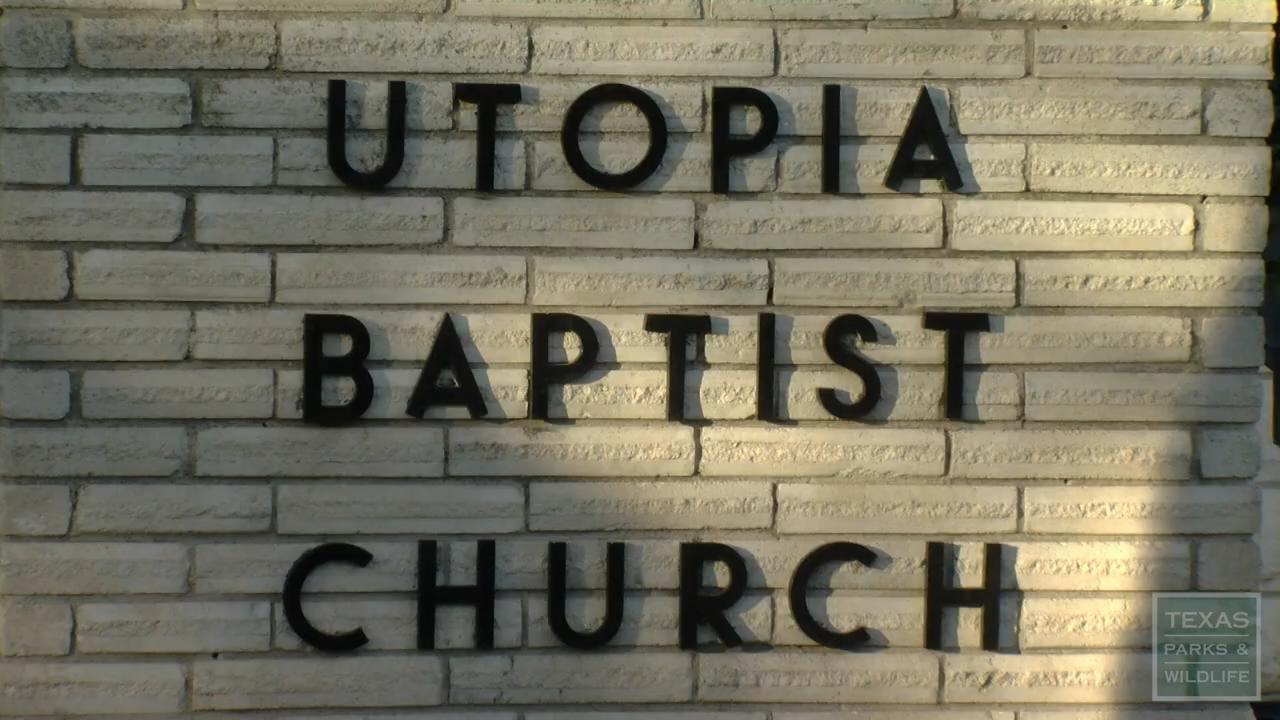 UTOPIA
BAPTIST
CHURCH
TEXAS
PARKS &
WILDLIFE